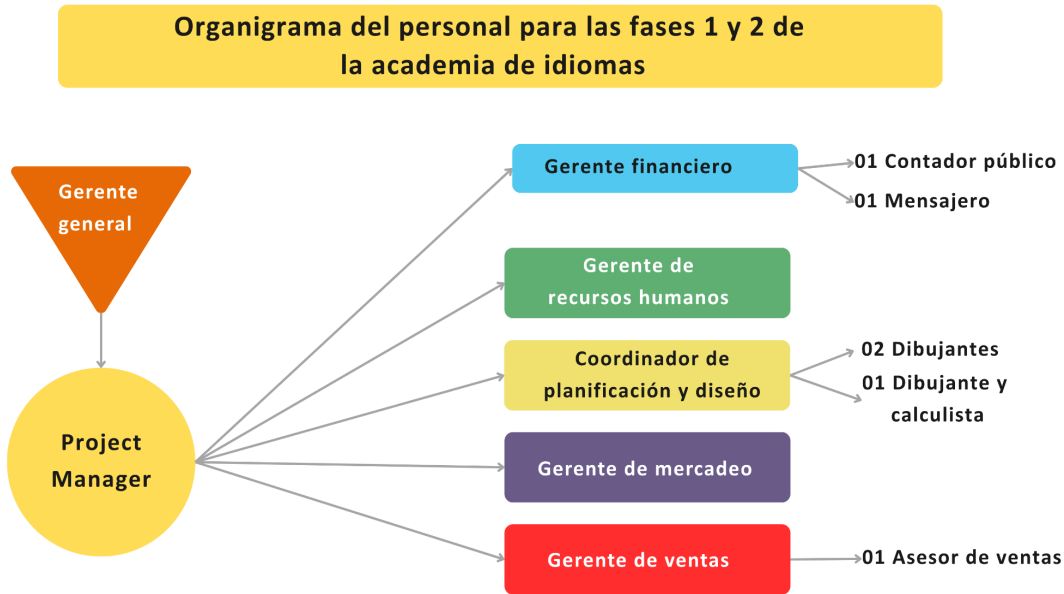 Organigrama del personal para las fases 1 y 2 de
la academia de idiomas
Gerente
general
Project
Manager
Gerente financiero
01 Contador público
01 Mensajero
Gerente de
recursos humanos
Coordinador de
planificación y diseño
02 Dibujantes
01 Dibujante y
calculista
Gerente de mercadeo
Gerente de ventas
01 Asesor de ventas